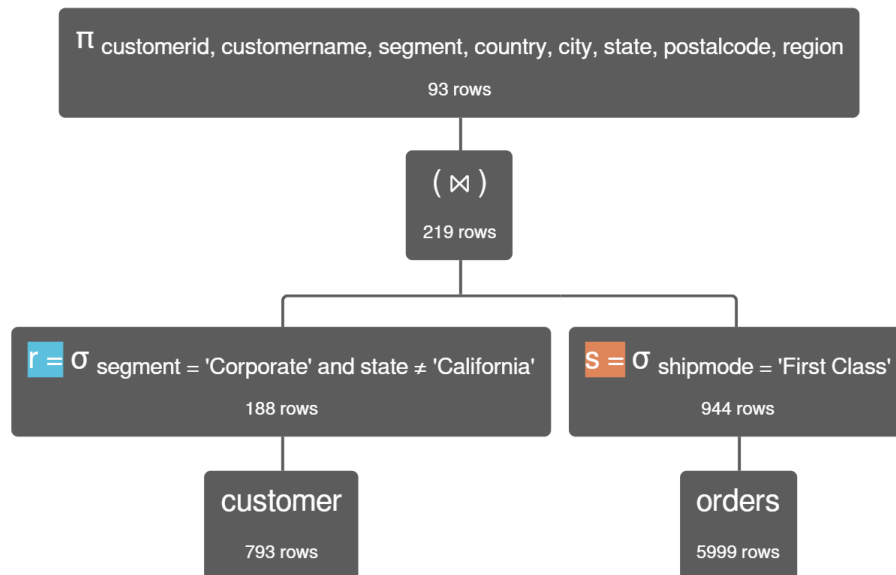 π customerid, customername, segment, country, city, state, postalcode, region
93 rows
( ⋈ )
219 rows
r = σ segment = 'Corporate' and state ≠ 'California'
188 rows
s = σ shipmode = 'First Class'
944 rows
customer
793 rows
orders
5999 rows